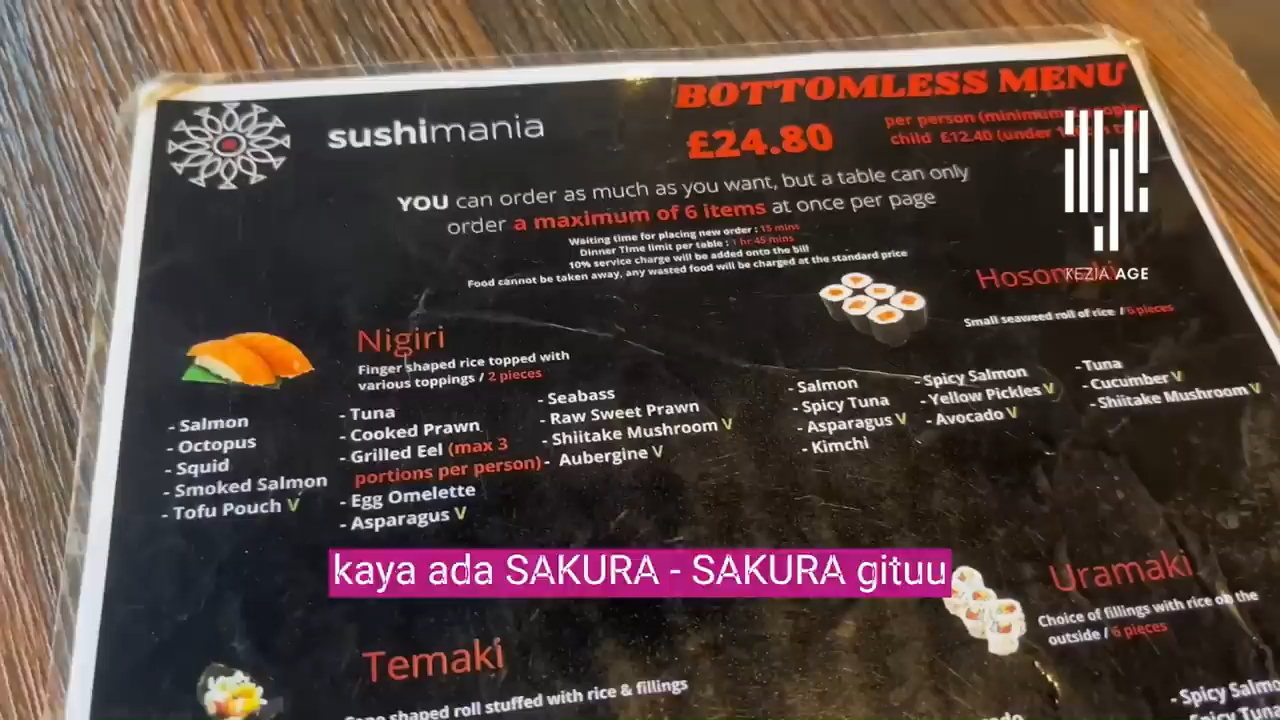 BOTTOMLESS MENU
sushimania
£24.80
per person (minimum
child £12.40 (under
YOU can order as much as you want, but a table can only
order a maximum of 6 items at once per page
Waiting time for placing new order : 15 mins
Dinner Time limit per table : 1 hr 45 mins
10% service charge will be added onto the bill
Food cannot be taken away, any wasted food will be charged at the standard price
KEZIA AGE
Nigiri
Finger shaped rice topped with
various toppings / 2 pieces
- Salmon
- Octopus
- Squid
- Smoked Salmon
- Tofu Pouch V
- Tuna
- Cooked Prawn
- Grilled Eel (max 3
portions per person)
- Egg Omelette
- Asparagus V
- Seabass
- Raw Sweet Prawn
- Shiitake Mushroom V
- Aubergine V
Small seaweed roll of rice / 6 pieces
- Salmon
- Spicy Tuna
- Asparagus V
- Kimchi
- Spicy Salmon
- Yellow Pickles V
- Avocado V
- Tuna
- Cucumber V
- Shiitake Mushroom V
kaya ada SAKURA - SAKURA gituu
Temaki
shaped roll stuffed with rice & fillings
Uramaki
Choice of fillings with rice on the
outside / 6 pieces
- Spicy